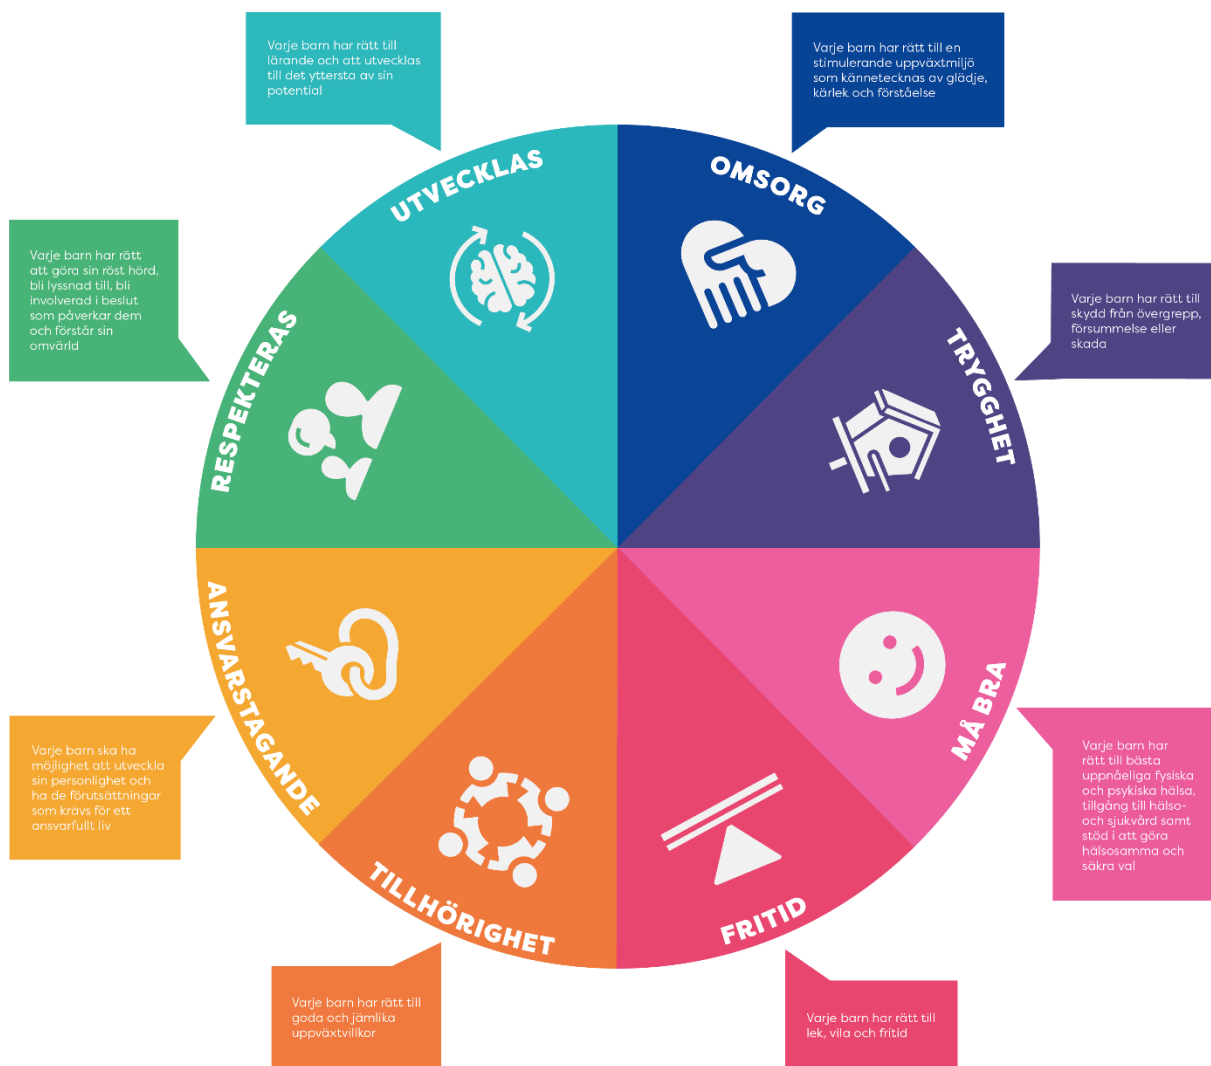 Varje barn har rätt till
lärande och att utvecklas
till det yttersta av sin
potential
Varje barn har rätt till en
stimulerande uppväxtmiljö
som kännetecknas av glädje,
kärlek och förståelse
UTVECKLAS
OMSORG
Varje barn har rätt
att göra sin röst hörd,
bli lyssnad till, bli
involverad i beslut
som påverkar dem
och förstår sin
omvärld
Varje barn har rätt till
skydd från övergrepp,
försummelse eller
skada
RESPEKTERAS
TRYGGHET
ANSVARSTAGANDE
MÅ BRA
Varje barn ska ha
möjlighet att utveckla
sin personlighet och
ha de förutsättningar
som krävs för ett
ansvarfullt liv
Varje barn har
rätt till bästa
uppnåeliga fysiska
och psykiska hälsa,
tillgång till hälso-
och sjukvård samt
stöd i att göra
hälsosamma och
säkra val
TILLHÖRIGHET
FRITID
Varje barn har rätt till
goda och jämlika
uppväxtvillkor
Varje barn har rätt till
lek, vila och fritid